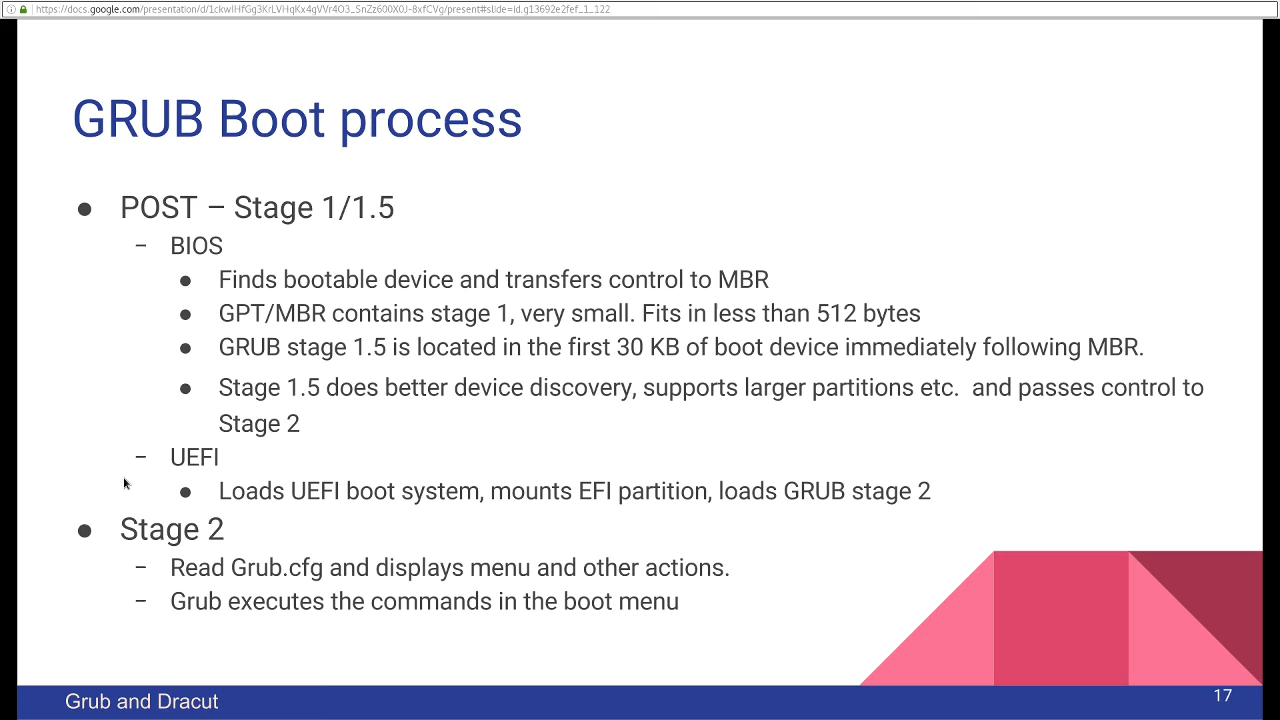 https://docs.google.com/presentation/d/1ckwIHfGg3KrLVHqKx4gVVr4O3_SnZz600X0J-8xfCVg/present#slide=id.g13692e2fef_1_122
GRUB Boot process
● POST – Stage 1/1.5
– BIOS
● Finds bootable device and transfers control to MBR
● GPT/MBR contains stage 1, very small. Fits in less than 512 bytes
● GRUB stage 1.5 is located in the first 30 KB of boot device immediately following MBR.
● Stage 1.5 does better device discovery, supports larger partitions etc.  and passes control to
Stage 2
– UEFI
● Loads UEFI boot system, mounts EFI partition, loads GRUB stage 2
● Stage 2
– Read Grub.cfg and displays menu and other actions.
– Grub executes the commands in the boot menu
Grub and Dracut
17